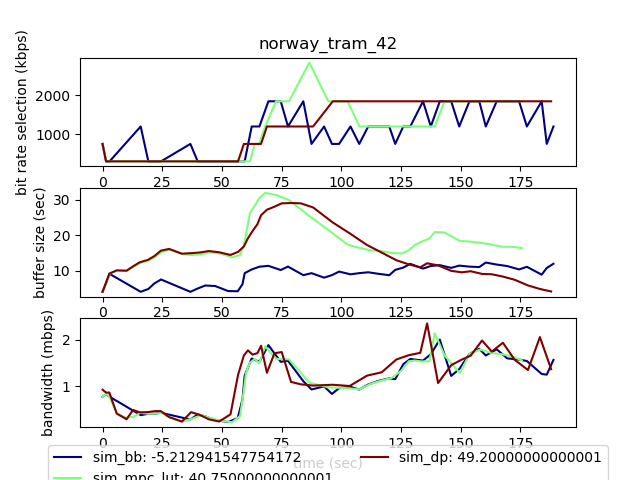 norway_tram_42
bit rate selection (kbps)
2000
1000
0 25 50 75 100 125 150 175
buffer size (sec)
30
20
10
0 25 50 75 100 125 150 175
bandwidth (mbps)
2
1
0 25 50 75 100 125 150 175
time (sec)
sim_bb: -5.212941547754172
sim_dp: 49.20000000000001
sim_mpc_lut: 40.75000000000001